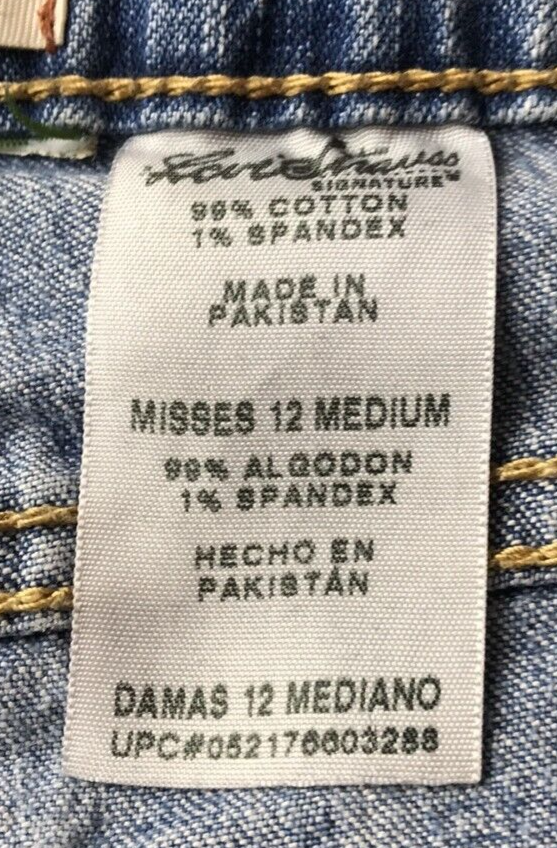 Levi Strauss
SIGNATURE™
99% COTTON
1% SPANDEX
MADE IN
PAKISTAN
MISSES 12 MEDIUM
99% ALGODON
1% SPANDEX
HECHO EN
PAKISTÁN
DAMAS 12 MEDIANO
UPC#052176603288